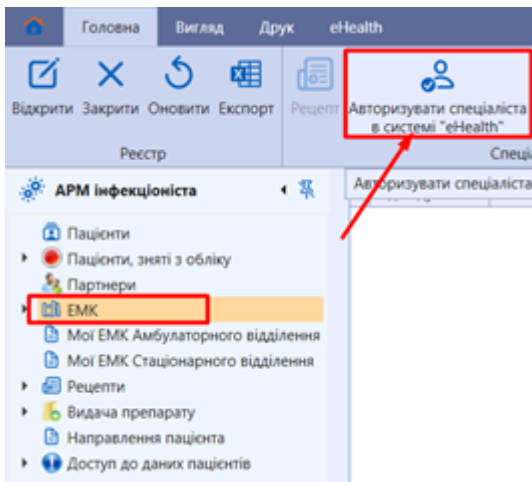 Головна Вигляд Друк eHealth
Відкрити Закрити Оновити Експорт Рецепт Авторизувати спеціаліста
в системі "eHealth"
Реєстр Спеціа
АРМ інфекціоніста
Авторизувати спеціаліста
Пацієнти
Пацієнти, зняті з обліку
Партнери
ЕМК
Мої ЕМК Амбулаторного відділення
Мої ЕМК Стаціонарного відділення
Рецепти
Видача препарату
Направлення пацієнта
Доступ до даних пацієнтів